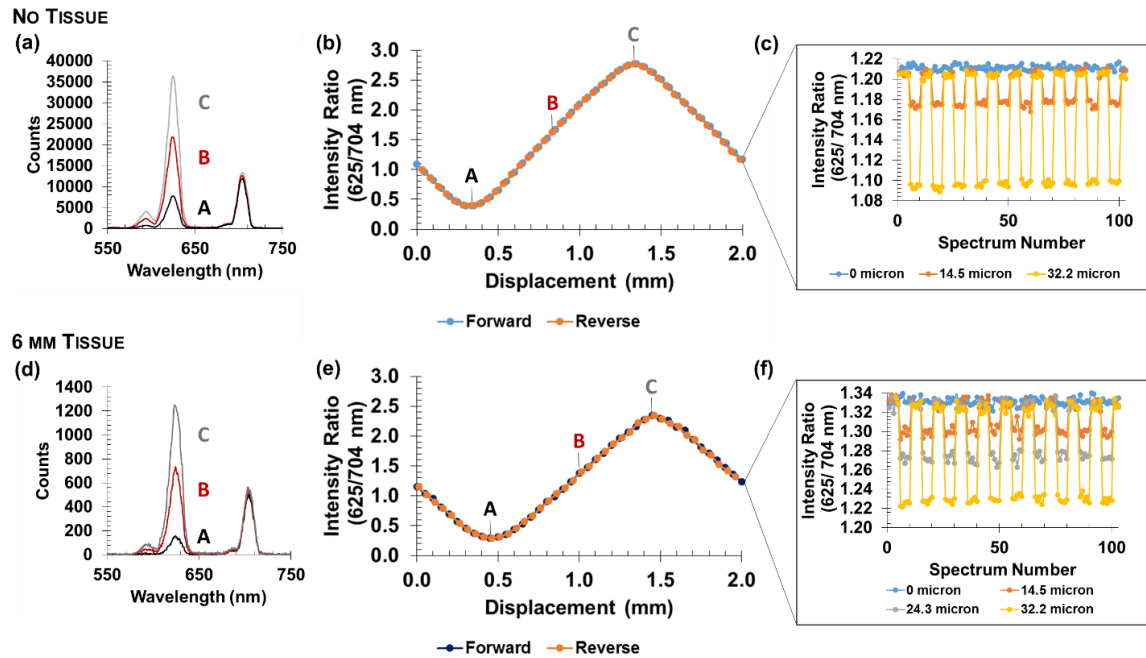 NO TISSUE
(a)
40000
35000
30000
25000
20000
15000
10000
5000
0
Counts
C
B
A
550 650 750
Wavelength (nm)
(b)
3.0
2.5
2.0
1.5
1.0
0.5
0.0
Intensity Ratio
(625/704 nm)
A
B
C
0.0 0.5 1.0 1.5 2.0
Displacement (mm)
Forward Reverse
(c)
1.22
1.20
1.18
1.16
1.14
1.12
1.10
1.08
Intensity Ratio
(625/ 704 nm)
0 50 100
Spectrum Number
0 micron 14.5 micron 32.2 micron
6 MM TISSUE
(d)
1400
1200
1000
800
600
400
200
0
Counts
C
B
A
550 650 750
Wavelength (nm)
(e)
3.0
2.5
2.0
1.5
1.0
0.5
0.0
Intensity Ratio
(625/704 nm)
A
B
C
0.0 0.5 1.0 1.5 2.0
Displacement (mm)
Forward Reverse
(f)
1.34
1.32
1.30
1.28
1.26
1.24
1.22
1.20
Intensity Ratio
(625/704 nm)
0 50 100
Spectrum Number
0 micron 14.5 micron
24.3 micron 32.2 micron